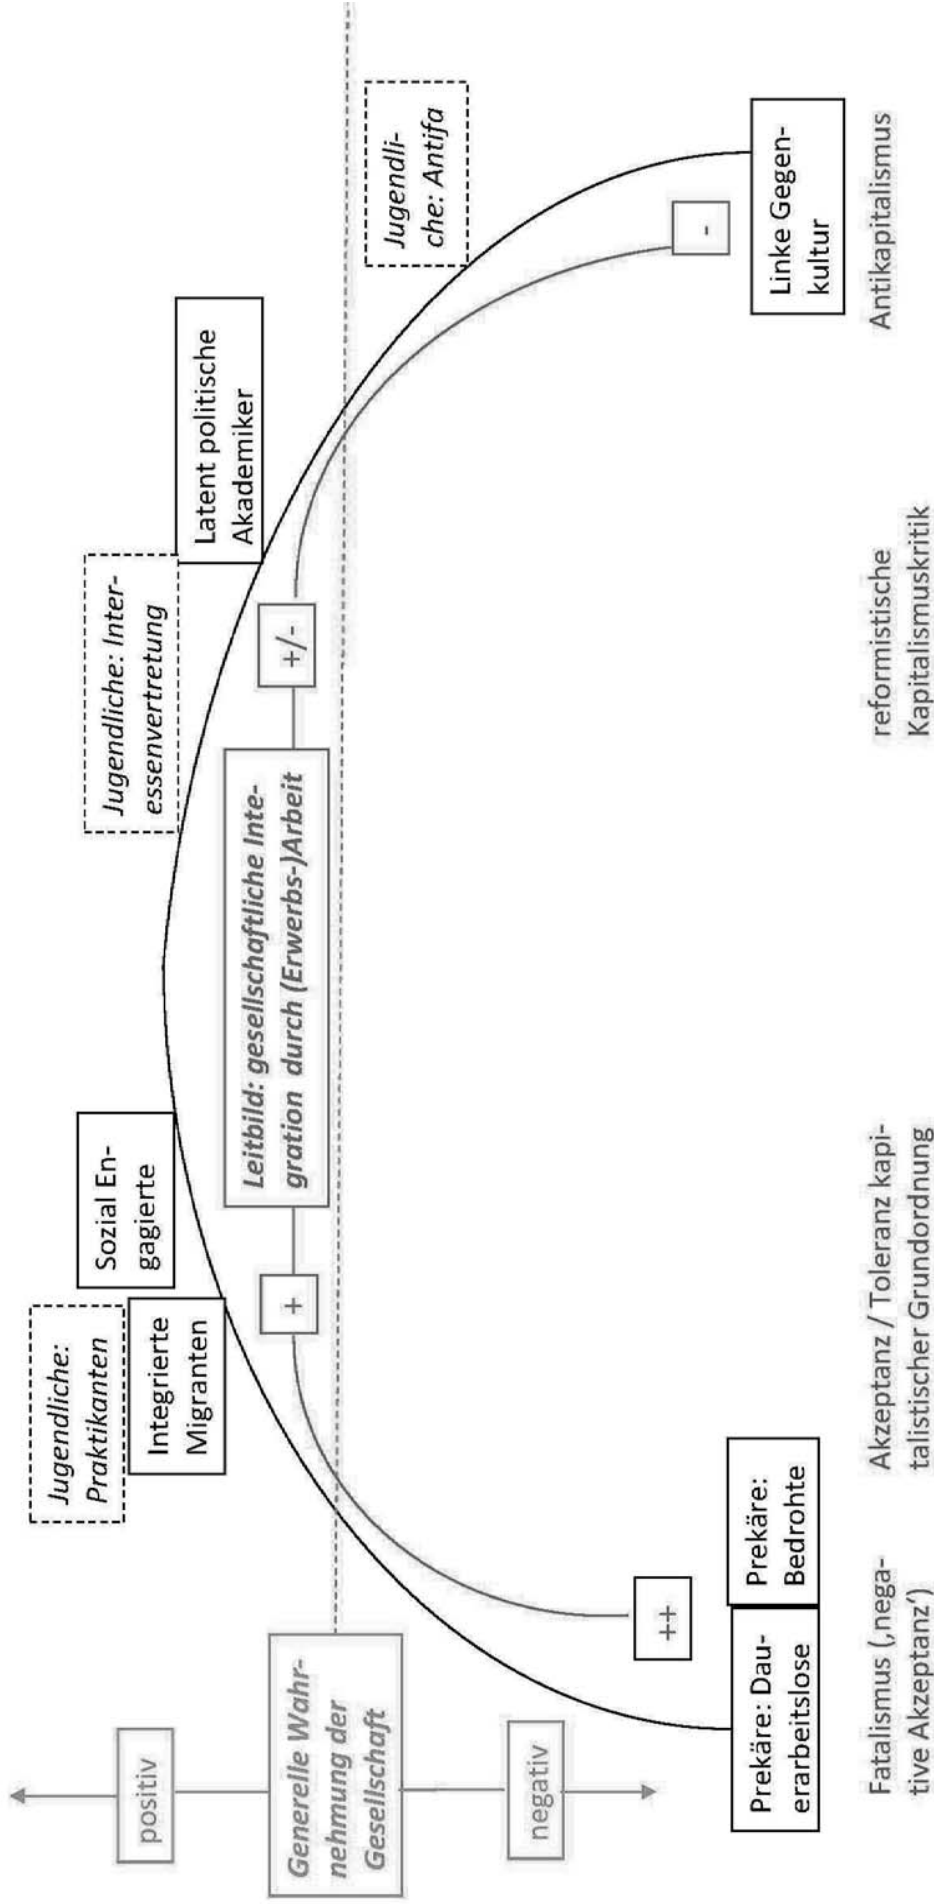 positiv
Generelle Wahr-
nehmung der
Gesellschaft
negativ
Jugendliche:
Praktikanten
Integrierte
Migranten
Sozial En-
gagierte
Jugendliche: Inter-
essenvertretung
Latent politische
Akademiker
Jugendli-
che: Antifa
Linke Gegen-
kultur
Prekäre: Dau-
erarbeitslose
Prekäre:
Bedrohte
++
+
Leitbild: gesellschaftliche Inte-
gration durch (Erwerbs-)Arbeit
+/-
-
Fatalismus (‚nega-
tive Akzeptanz‘)
Akzeptanz / Toleranz kapi-
talistischer Grundordnung
reformistische
Kapitalismuskritik
Antikapitalismus